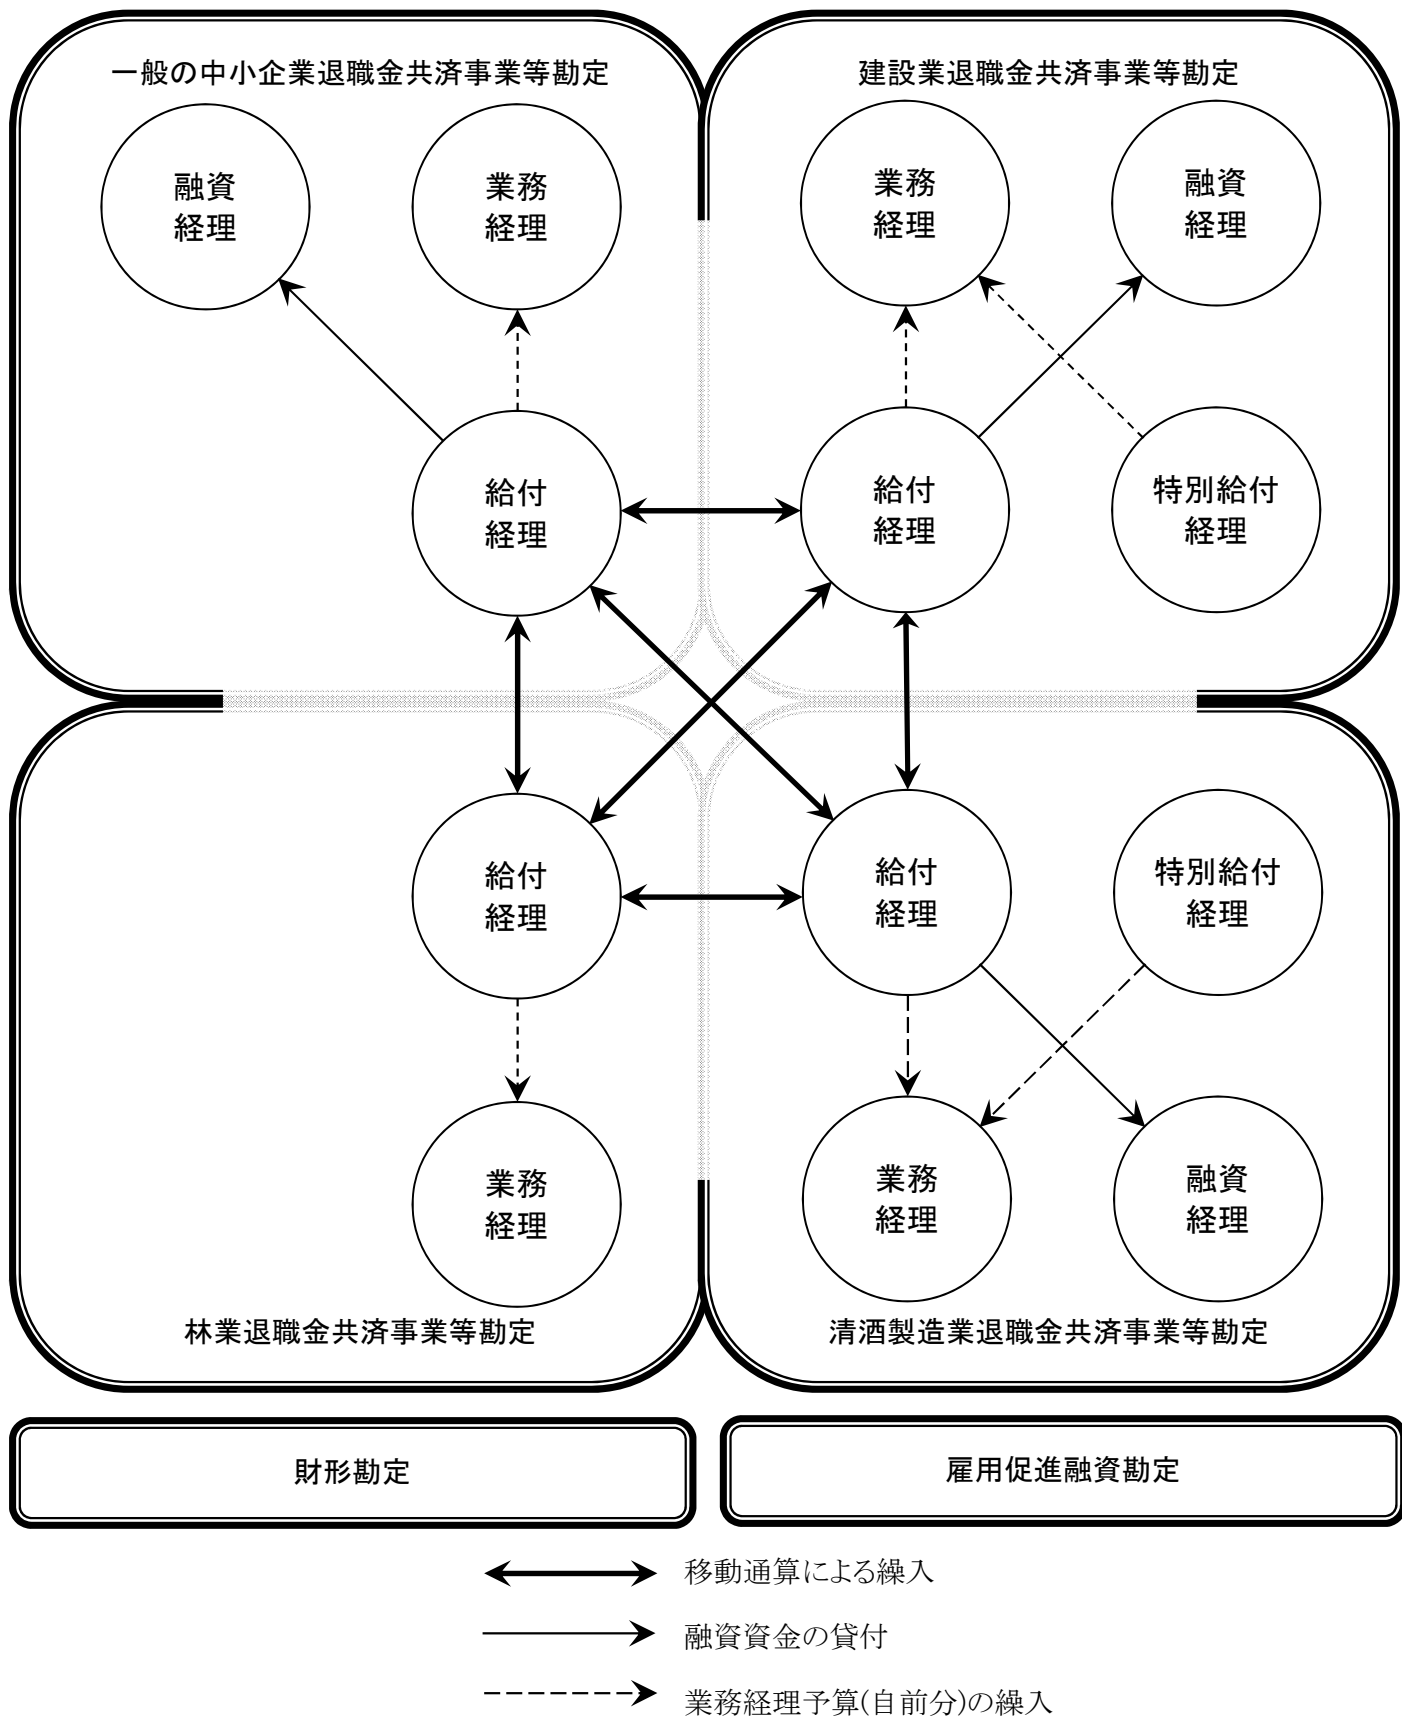 一般の中小企業退職金共済事業等勘定
融資
経理
業務
経理
給付
経理
建設業退職金共済事業等勘定
業務
経理
融資
経理
給付
経理
特別給付
経理
給付
経理
業務
経理
林業退職金共済事業等勘定
給付
経理
特別給付
経理
業務
経理
融資
経理
清酒製造業退職金共済事業等勘定
財形勘定
雇用促進融資勘定
移動通算による繰入
融資資金の貸付
業務経理予算(自前分)の繰入